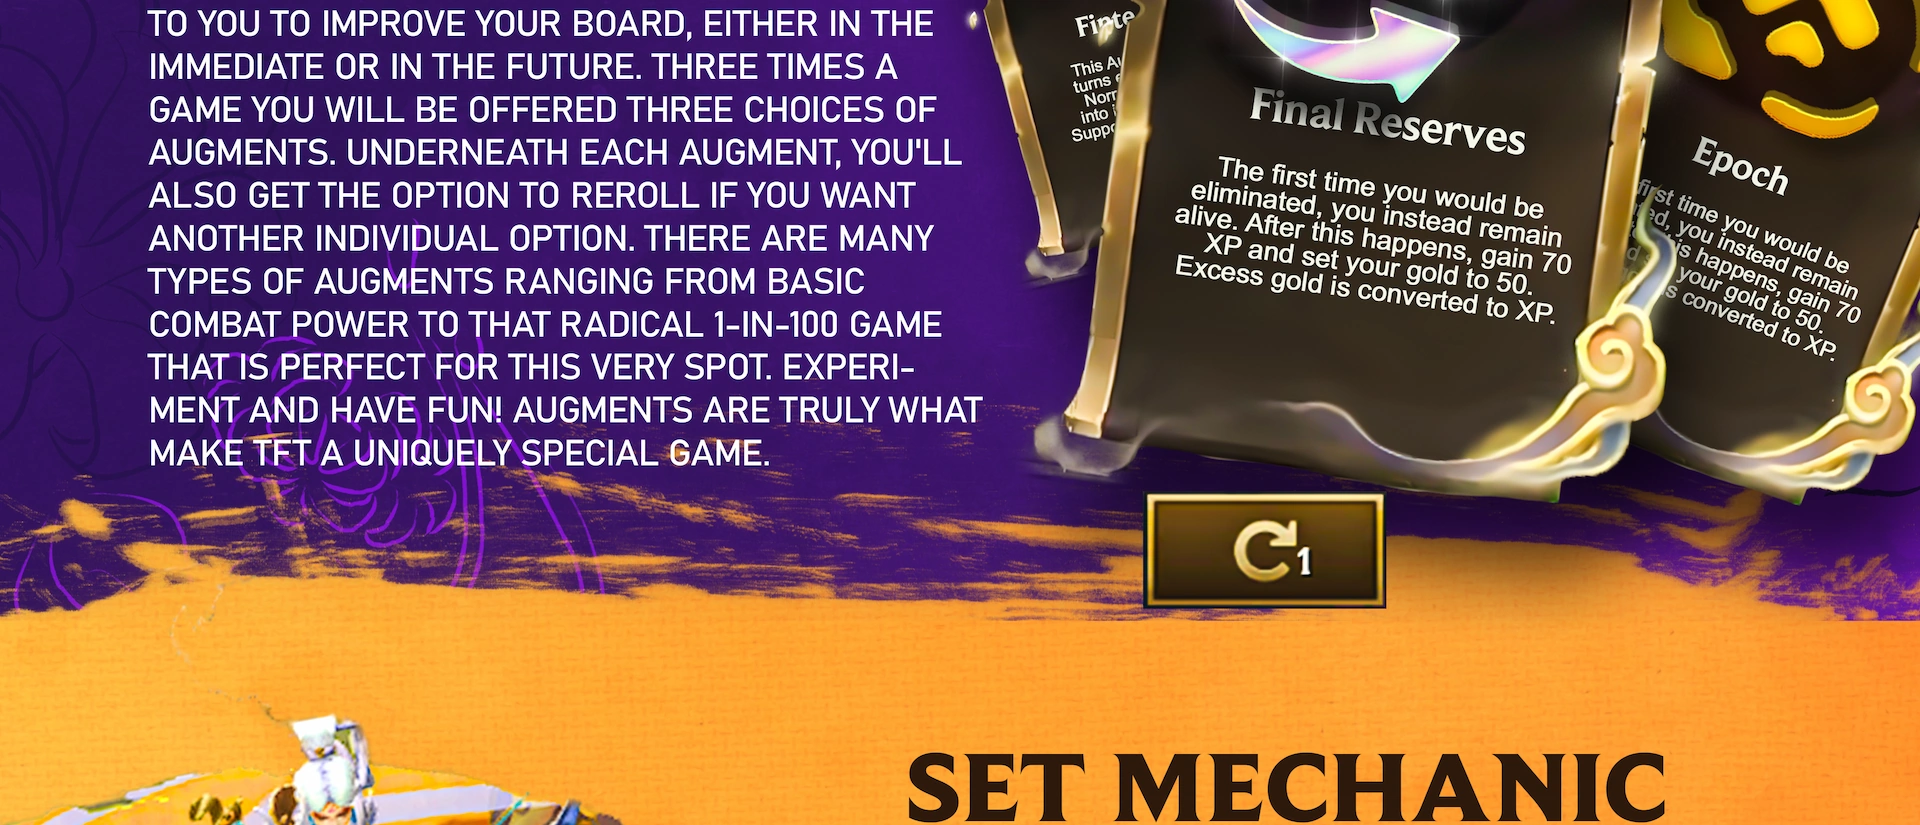 TO YOU TO IMPROVE YOUR BOARD, EITHER IN THE
IMMEDIATE OR IN THE FUTURE. THREE TIMES A
GAME YOU WILL BE OFFERED THREE CHOICES OF
AUGMENTS. UNDERNEATH EACH AUGMENT, YOU'LL
ALSO GET THE OPTION TO REROLL IF YOU WANT
ANOTHER INDIVIDUAL OPTION. THERE ARE MANY
TYPES OF AUGMENTS RANGING FROM BASIC
COMBAT POWER TO THAT RADICAL 1-IN-100 GAME
THAT IS PERFECT FOR THIS VERY SPOT. EXPERI-
MENT AND HAVE FUN! AUGMENTS ARE TRULY WHAT
MAKE TFT A UNIQUELY SPECIAL GAME.
This
turns
into
Final Reserves
The first time you would be
eliminated, you instead remain
alive. After this happens, gain 70
XP and set your gold to 50.
Excess gold is converted to XP.
Epoch
first time you would be
you instead remain
happens, gain 70
your gold to 50.
converted to XP.
1
SET MECHANIC